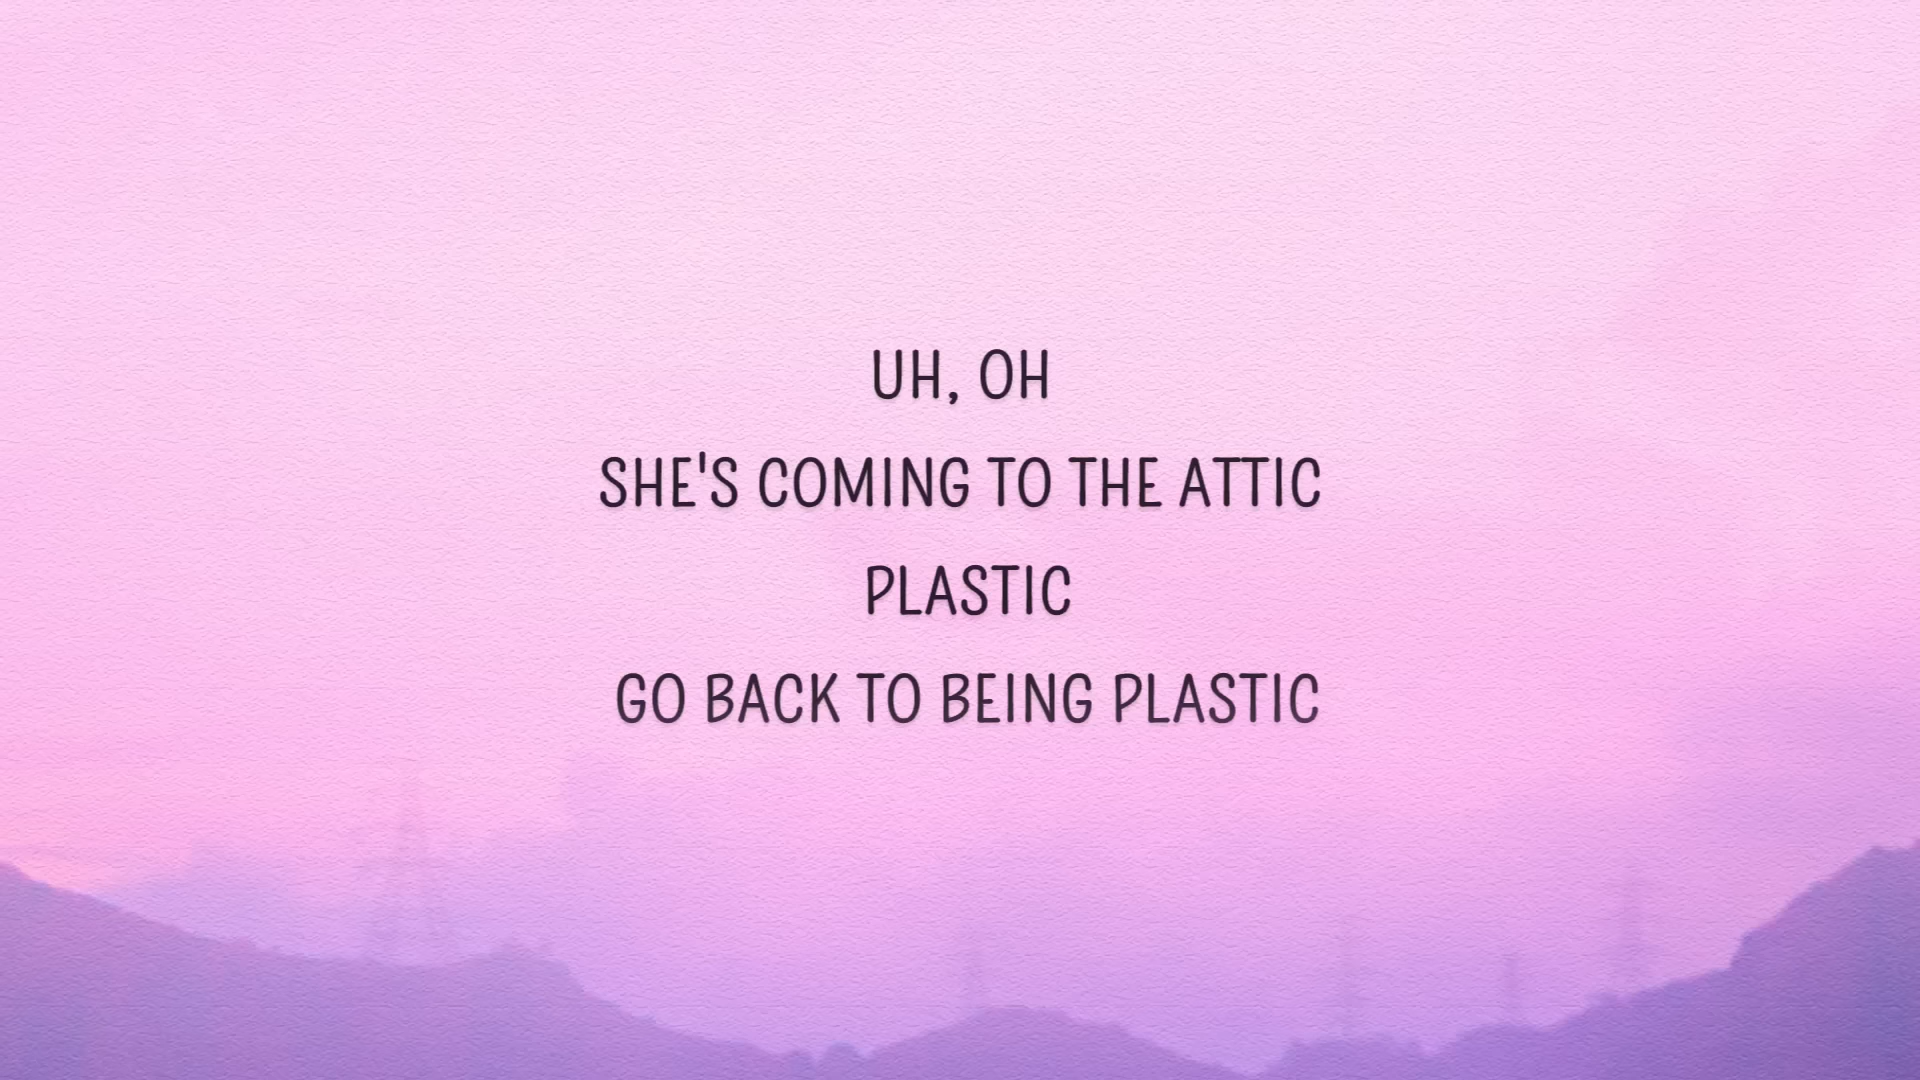 UH, OH
SHE'S COMING TO THE ATTIC
PLASTIC
GO BACK TO BEING PLASTIC